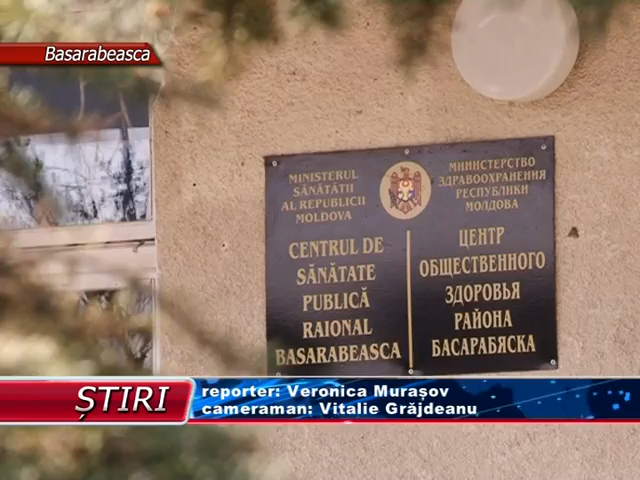 Basarabeasca
MINISTERUL
SĂNĂTĂȚII
AL REPUBLICII
MOLDOVA
CENTRUL DE
SĂNĂTATE
PUBLICĂ
RAIONAL
BASARABEASCA
МИНИСТЕРСТВО
ЗДРАВООХРАНЕНИЯ
РЕСПУБЛИКИ
МОЛДОВА
ЦЕНТР
ОБЩЕСТВЕННОГО
ЗДОРОВЬЯ
РАЙОНА
БАСАРАБЯСКА
ȘTIRI
reporter: Veronica Murașov
cameraman: Vitalie Grăjdeanu